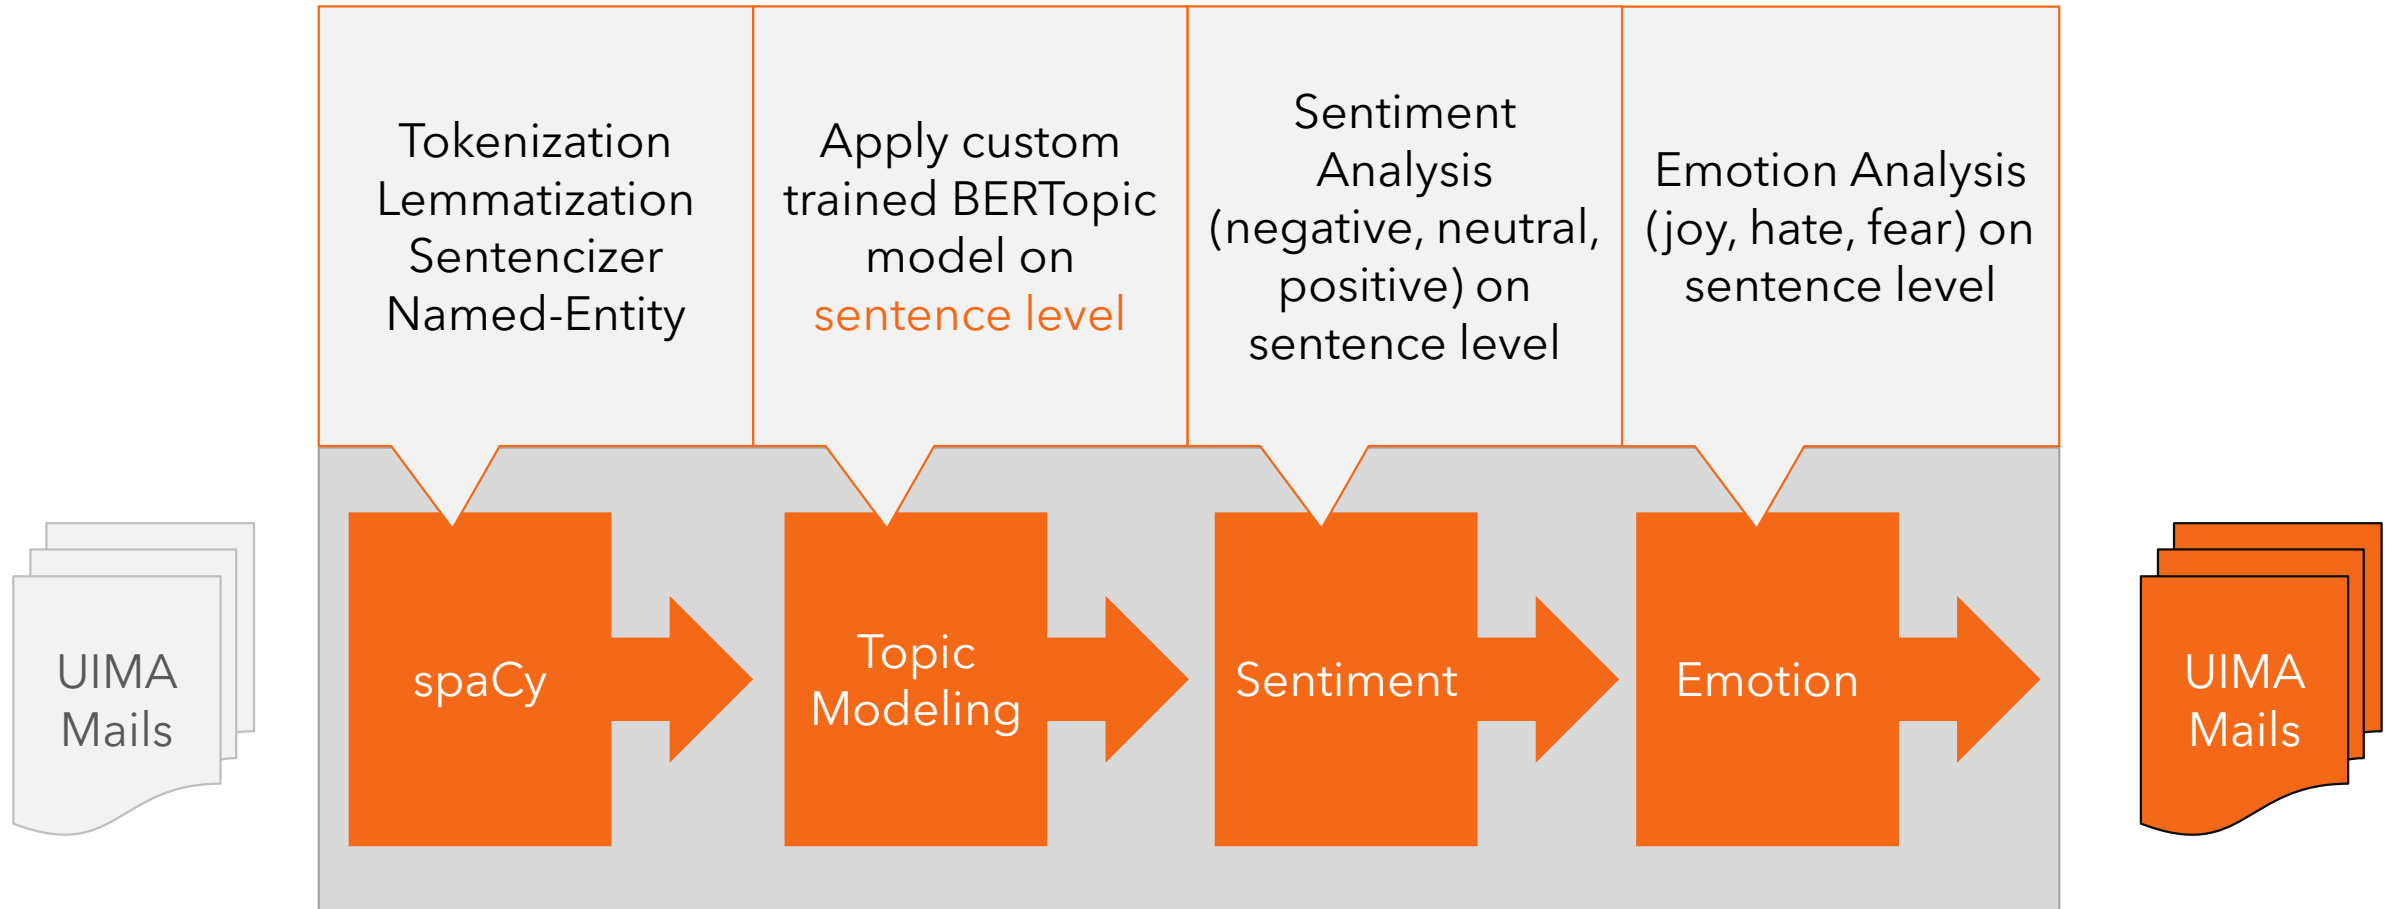 Tokenization
Lemmatization
Sentencizer
Named-Entity
Apply custom
trained BERTopic
model on
sentence level
Sentiment
Analysis
(negative, neutral,
positive) on
sentence level
Emotion Analysis
(joy, hate, fear) on
sentence level
UIMA
Mails
spaCy
Topic
Modeling
Sentiment
Emotion
UIMA
Mails